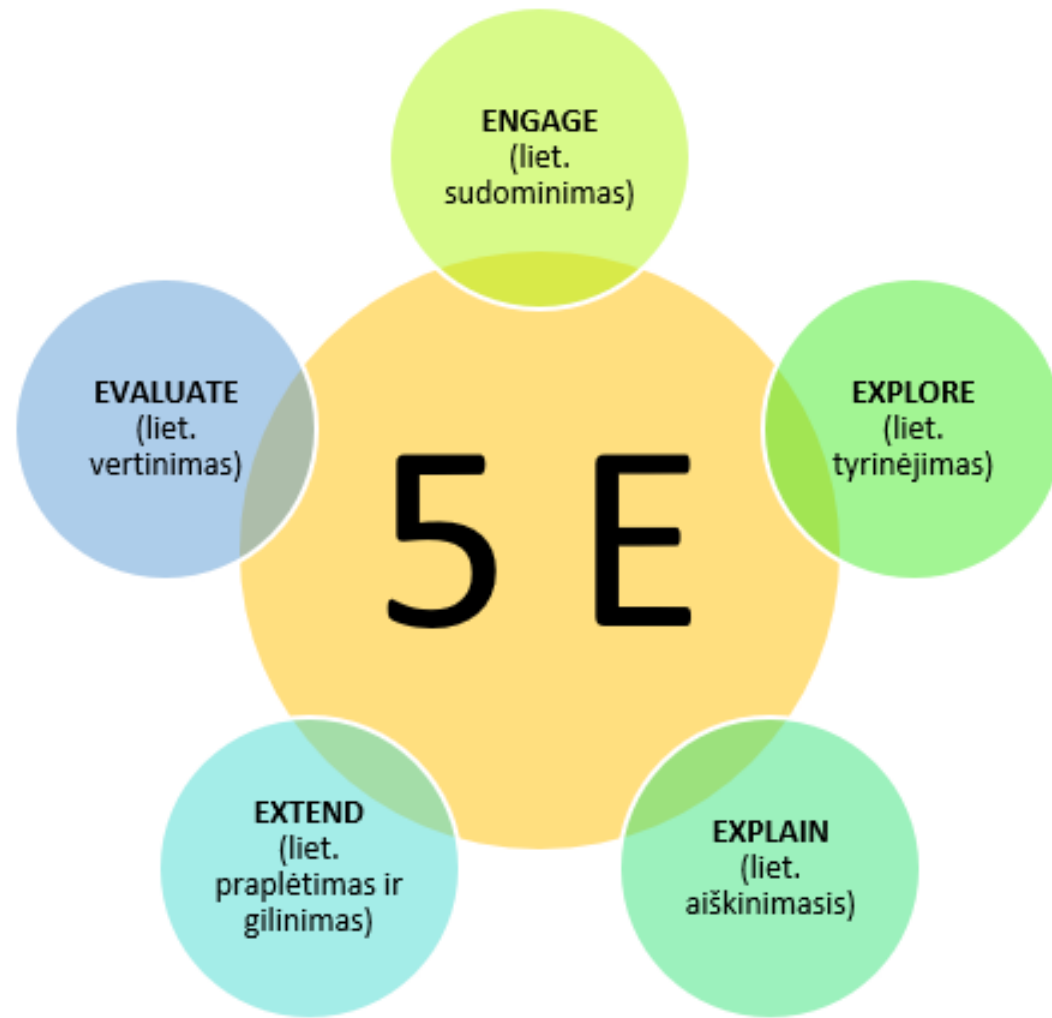 ENGAGE
(liet.
sudominimas)
EXPLORE
(liet.
tyrinėjimas)
EXPLAIN
(liet.
aiškinimasis)
EXTEND
(liet.
praplėtimas ir
gilinimas)
EVALUATE
(liet.
vertinimas)
5 E